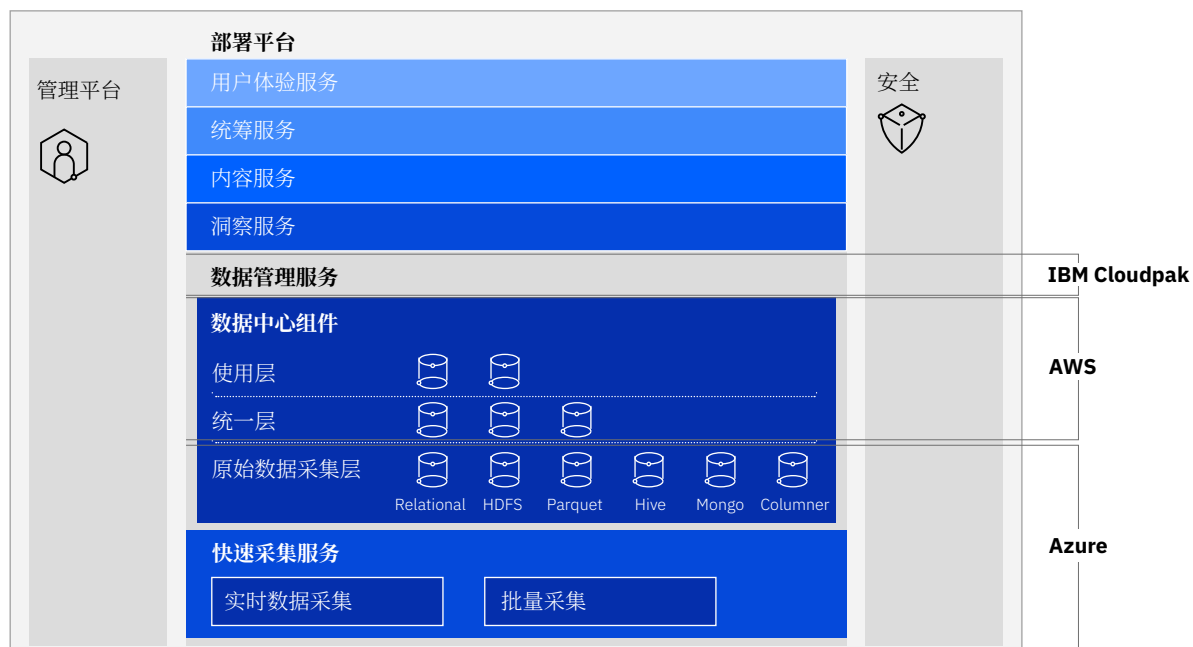 部署平台
管理平台
用户体验服务
安全
统筹服务
内容服务
洞察服务
数据管理服务
IBM Cloudpak
数据中心组件
使用层
AWS
统一层
原始数据采集层
Relational HDFS Parquet Hive Mongo Columner
快速采集服务
Azure
实时数据采集 批量采集